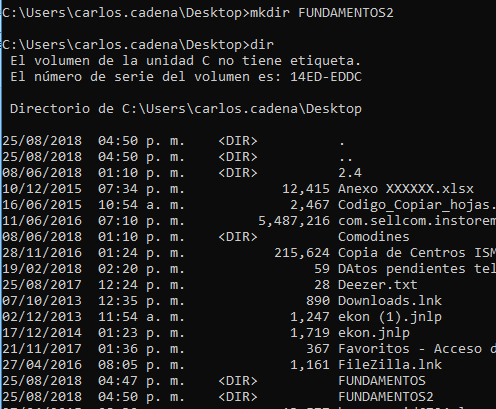 C:\Users\carlos.cadena\Desktop>mkdir FUNDAMENTOS2
C:\Users\carlos.cadena\Desktop>dir
El volumen de la unidad C no tiene etiqueta.
El número de serie del volumen es: 14ED-EDDC
Directorio de C:\Users\carlos.cadena\Desktop
25/08/2018 04:50 p. m. <DIR> .
25/08/2018 04:50 p. m. <DIR> ..
08/06/2018 01:10 p. m. <DIR> 2.4
10/12/2015 07:34 p. m. 12,415 Anexo XXXXXX.xlsx
16/06/2015 10:54 a. m. 2,467 Codigo_Copiar_hojas.
11/06/2016 07:10 p. m. 5,487,216 com.sellcom.instorem
08/06/2018 01:10 p. m. <DIR> Comodines
28/11/2016 01:24 p. m. 215,624 Copia de Centros ISM
19/02/2018 02:20 p. m. 59 DAtos pendientes tel
25/08/2017 12:24 p. m. 28 Deezer.txt
07/10/2013 12:35 p. m. 890 Downloads.lnk
02/12/2013 11:54 a. m. 1,247 ekon (1).jnlp
17/12/2014 01:23 p. m. 1,719 ekon.jnlp
21/11/2017 01:36 p. m. 367 Favoritos - Acceso d
27/04/2016 08:05 p. m. 1,161 FileZilla.lnk
25/08/2018 04:47 p. m. <DIR> FUNDAMENTOS
25/08/2018 04:50 p. m. <DIR> FUNDAMENTOS2